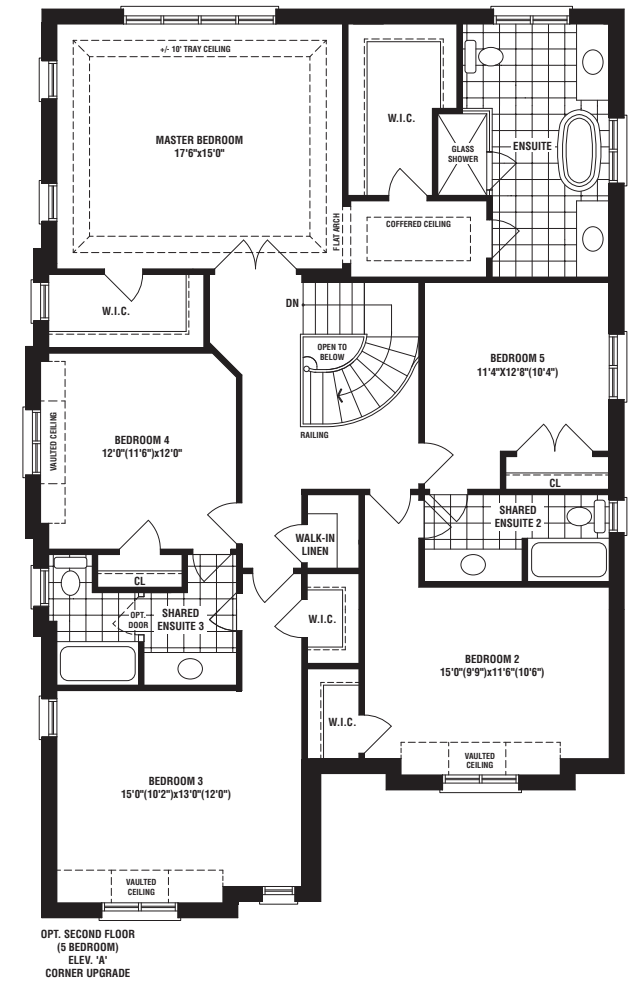 +/- 10' TRAY CEILING
MASTER BEDROOM
17'6"x15'0"
W.I.C.
GLASS
SHOWER
ENSUITE
FLAT ARCH
COFFERED CEILING
W.I.C.
DN
OPEN TO
BELOW
RAILING
BEDROOM 5
11'4"X12'8"(10'4")
CL
VAULTED CEILING
BEDROOM 4
12'0"(11'6")x12'0"
CL
WALK-IN
LINEN
SHARED
ENSUITE 2
OPT.
DOOR
SHARED
ENSUITE 3
W.I.C.
BEDROOM 2
15'0"(9'9")x11'6"(10'6")
W.I.C.
VAULTED
CEILING
BEDROOM 3
15'0"(10'2")x13'0"(12'0")
VAULTED
CEILING
OPT. SECOND FLOOR
(5 BEDROOM)
ELEV. 'A'
CORNER UPGRADE